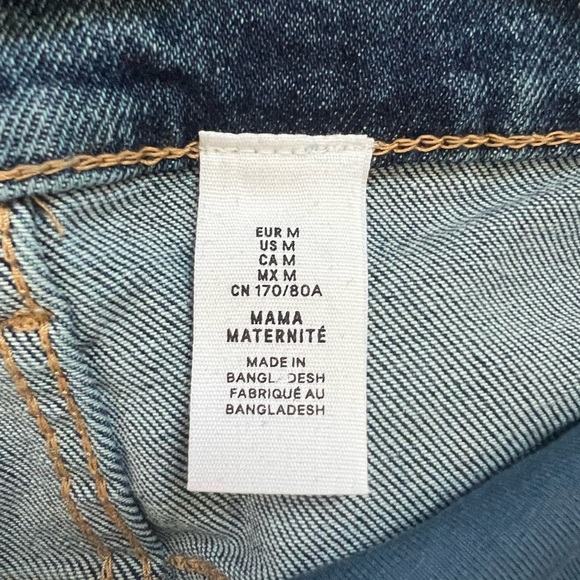 EUR M
US M
CA M
MX M
CN 170/80A
MAMA
MATERNITÉ
MADE IN
BANGLADESH
FABRIQUÉ AU
BANGLADESH